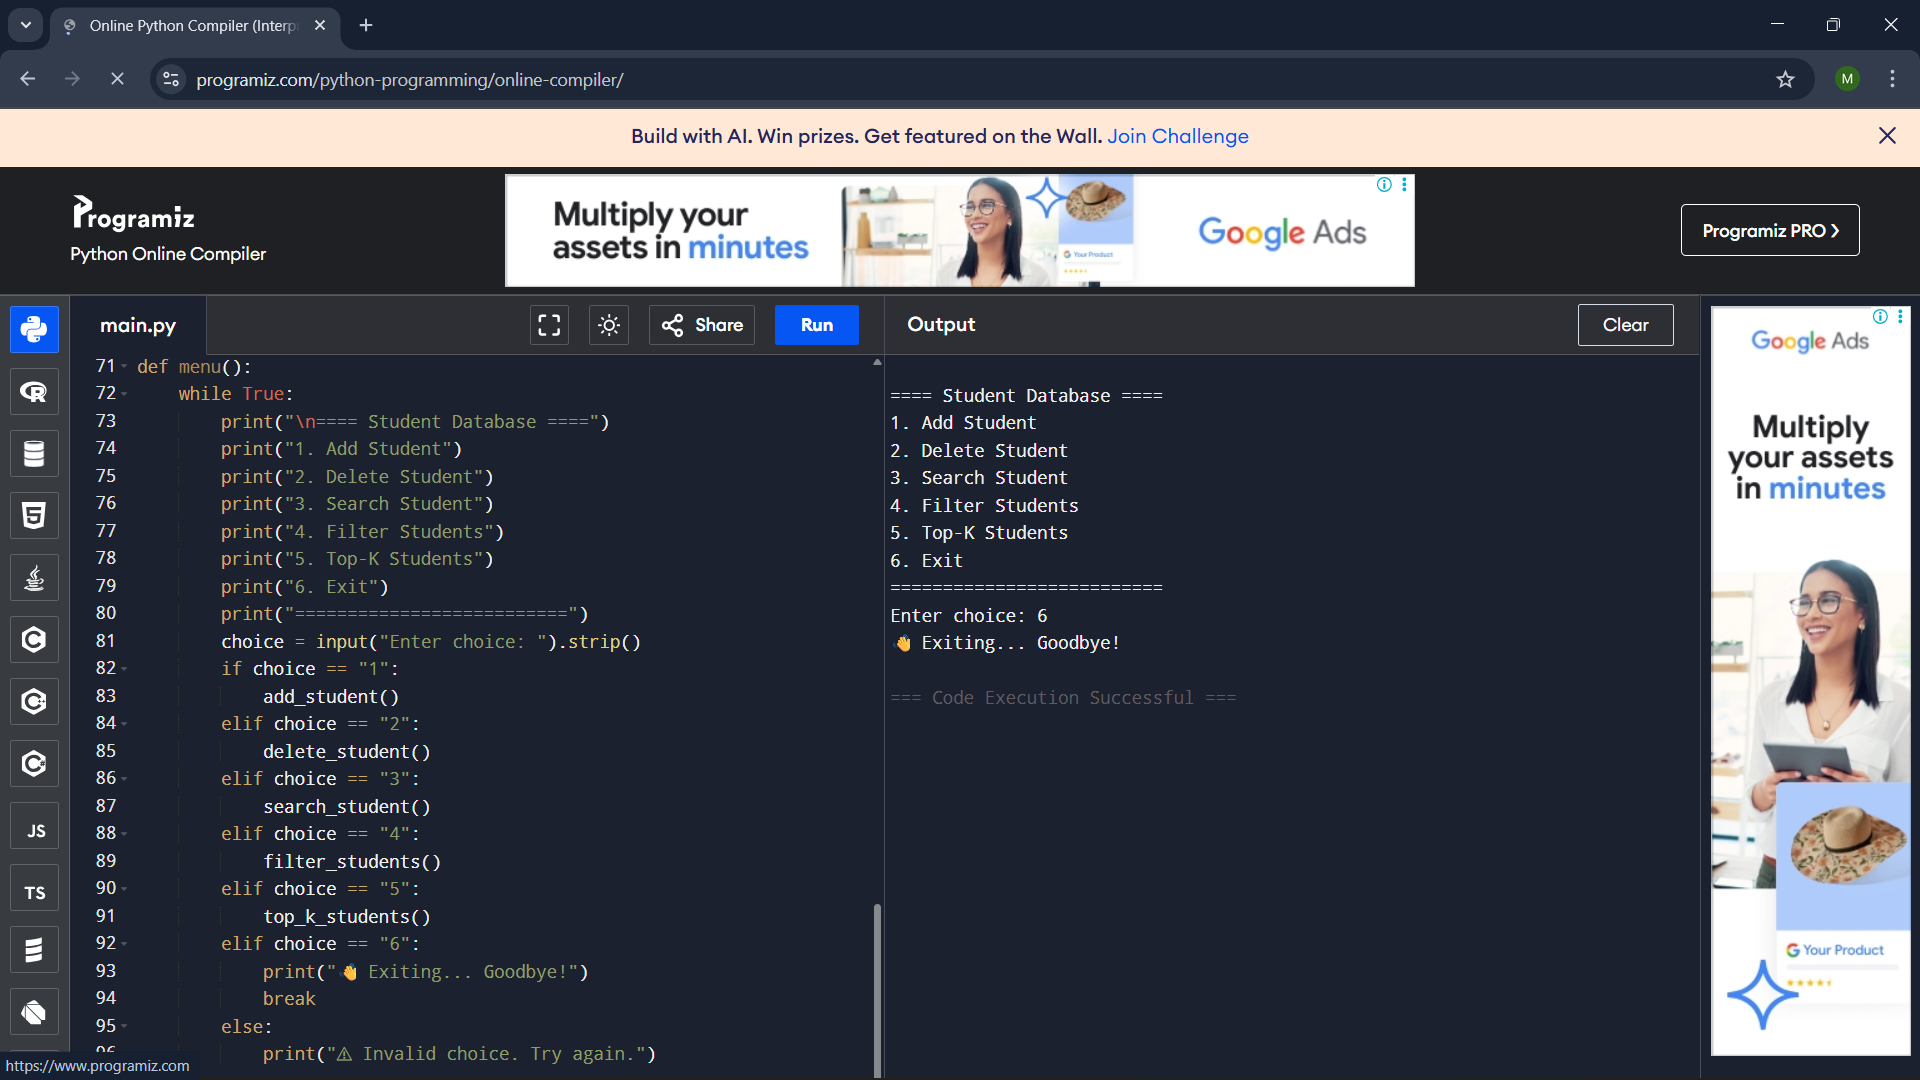 Online Python Compiler (Interp
programiz.com/python-programming/online-compiler/
M
Build with AI. Win prizes. Get featured on the Wall. Join Challenge
Programiz
Python Online Compiler
Multiply your
assets in minutes
Your Product
Google Ads
Programiz PRO
main.py
Share
Run
Output
Clear
71 def menu():
72 while True:
73 print("\n==== Student Database ====")
74 print("1. Add Student")
75 print("2. Delete Student")
76 print("3. Search Student")
77 print("4. Filter Students")
78 print("5. Top-K Students")
79 print("6. Exit")
80 print("==========================")
81 choice = input("Enter choice: ").strip()
82 if choice == "1":
83 add_student()
84 elif choice == "2":
85 delete_student()
86 elif choice == "3":
87 search_student()
88 elif choice == "4":
89 filter_students()
90 elif choice == "5":
91 top_k_students()
92 elif choice == "6":
93 print("👋 Exiting... Goodbye!")
94 break
95 else:
96 print("⚠ Invalid choice. Try again.")
==== Student Database ====
1. Add Student
2. Delete Student
3. Search Student
4. Filter Students
5. Top-K Students
6. Exit
==========================
Enter choice: 6
👋 Exiting... Goodbye!
=== Code Execution Successful ===
Google Ads
Multiply
your assets
in minutes
G Your Product
R
5
C
C
C
JS
TS
https://www.programiz.com